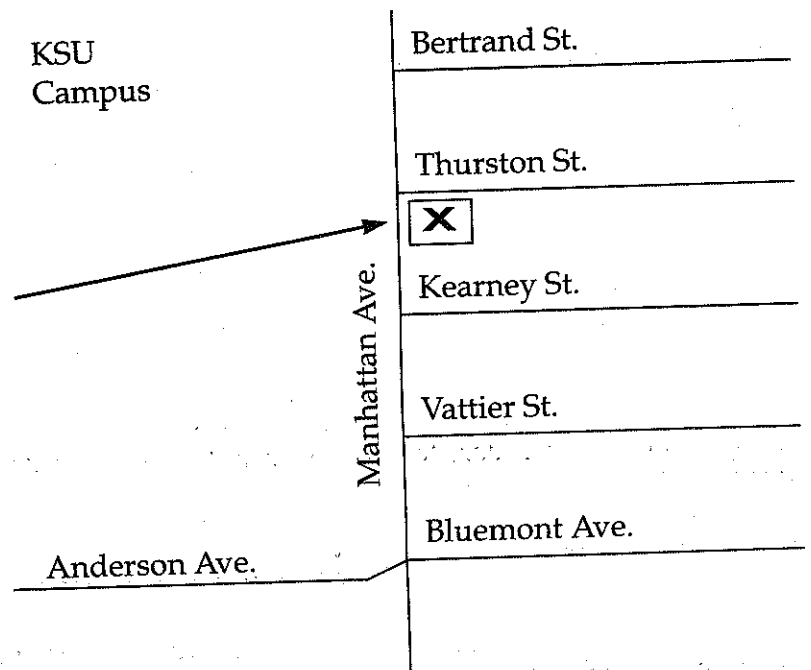 KSU
Campus
Bertrand St.
Thurston St.
X
Kearney St.
Manhattan Ave.
Vattier St.
Bluemont Ave.
Anderson Ave.